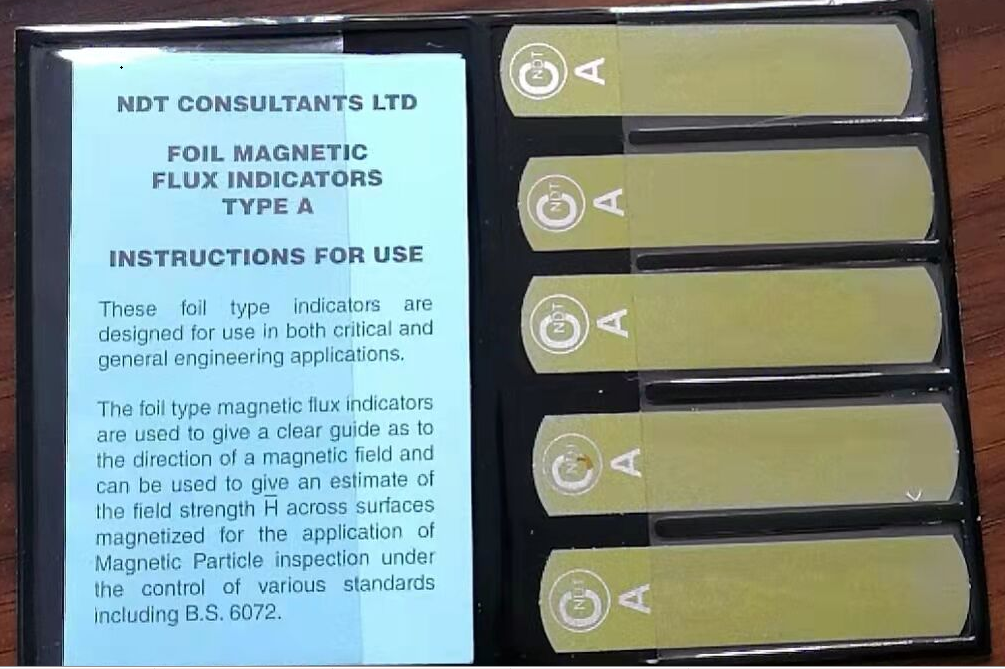 NDT CONSULTANTS LTD
FOIL MAGNETIC
FLUX INDICATORS
TYPE A
INSTRUCTIONS FOR USE
These foil type indicators are
designed for use in both critical and
general engineering applications.
The foil type magnetic flux indicators
are used to give a clear guide as to
the direction of a magnetic field and
can be used to give an estimate of
the field strength H̅ across surfaces
magnetized for the application of
Magnetic Particle inspection under
the control of various standards
including B.S. 6072.
NDT A
NDT A
NDT A
NDT A
NDT A